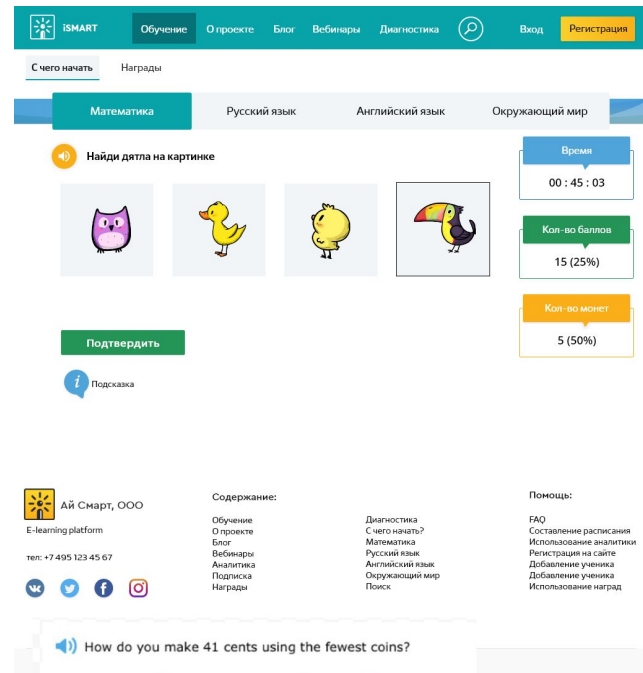 iSMART
Обучение
О проекте
Блог
Вебинары
Диагностика
Вход
Регистрация
С чего начать
Награды
Математика
Русский язык
Английский язык
Окружающий мир
Найди дятла на картинке
Время
00 : 45 : 03
Кол-во баллов
15 (25%)
Кол-во монет
5 (50%)
Подтвердить
i
Подсказка
Ай Смарт, ООО
E-learning platform
тел: +7 495 123 45 67
Содержание:
Обучение
О проекте
Блог
Вебинары
Аналитика
Подписка
Награды
Диагностика
С чего начать?
Математика
Русский язык
Английский язык
Окружающий мир
Поиск
Помощь:
FAQ
Составление расписания
Использование аналитики
Регистрация на сайте
Добавление ученика
Добавление ученика
Использование наград
How do you make 41 cents using the fewest coins?